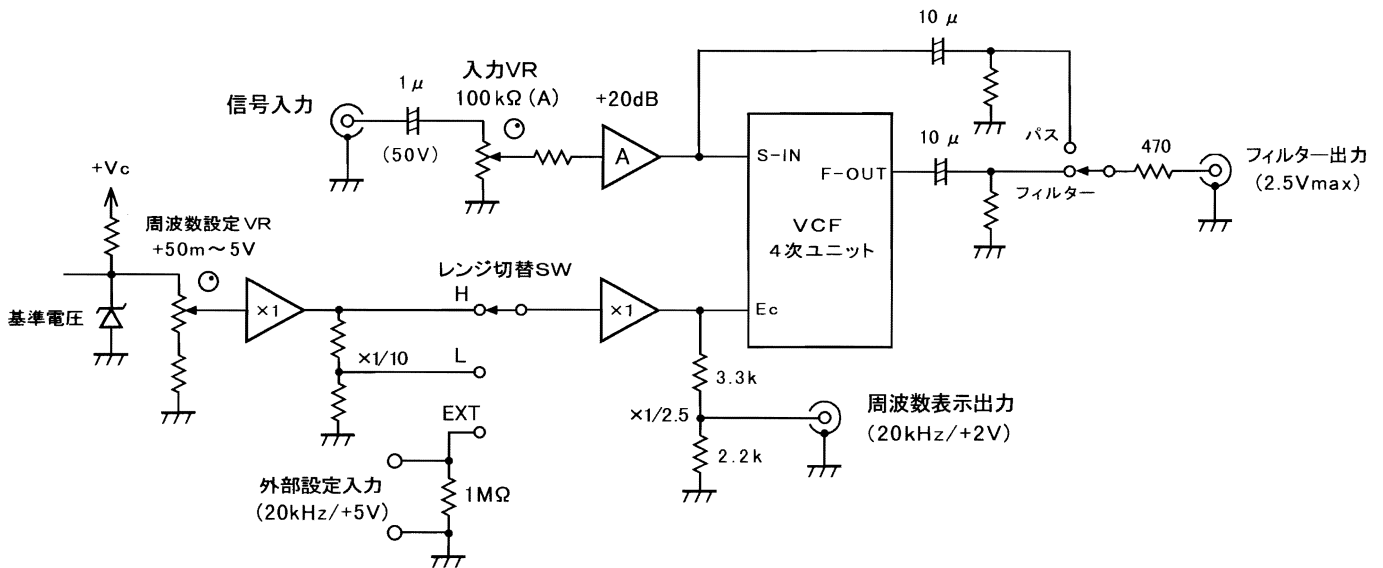 10 μ
入力VR
100kΩ(A)
1μ
信号入力
(50V)
+20dB
A
S-IN
F-OUT
10 μ
パス
フィルター
470
フィルター出力
(2.5Vmax)
+Vc
周波数設定VR
+50m～5V
VCF
4次ユニット
レンジ切替SW
H
×1
×1
Ec
基準電圧
×1/10
L
3.3k
EXT
×1/2.5
周波数表示出力
(20kHz/+2V)
2.2k
外部設定入力
(20kHz/+5V)
1MΩ